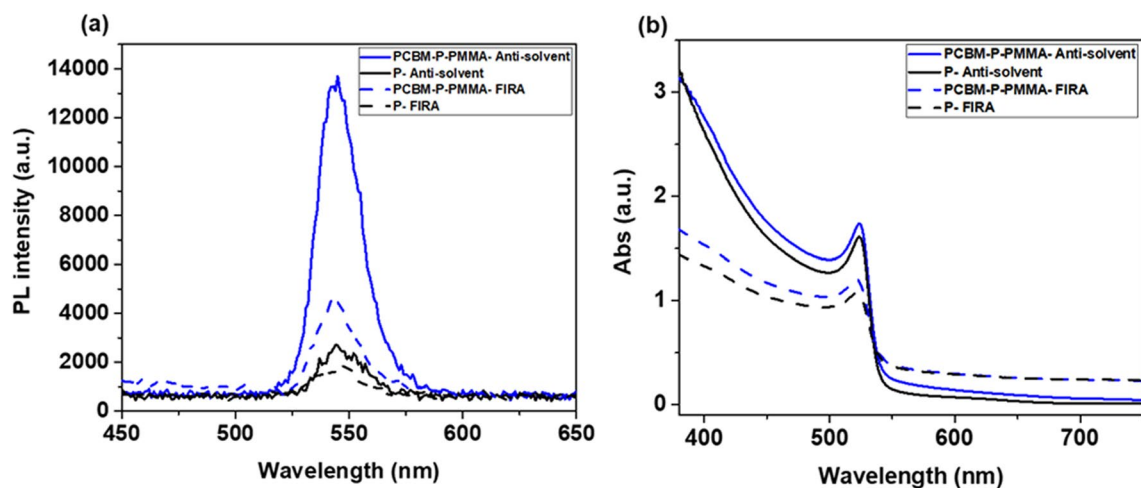 (a)
PCBM-P-PMMA- Anti-solvent
P- Anti-solvent
PCBM-P-PMMA- FIRA
P- FIRA
14000
12000
10000
8000
6000
4000
2000
0
PL intensity (a.u.)
450 500 550 600 650
Wavelength (nm)
(b)
PCBM-P-PMMA- Anti-solvent
P- Anti-solvent
PCBM-P-PMMA- FIRA
P- FIRA
3
2
1
0
Abs (a.u.)
400 500 600 700
Wavelength (nm)